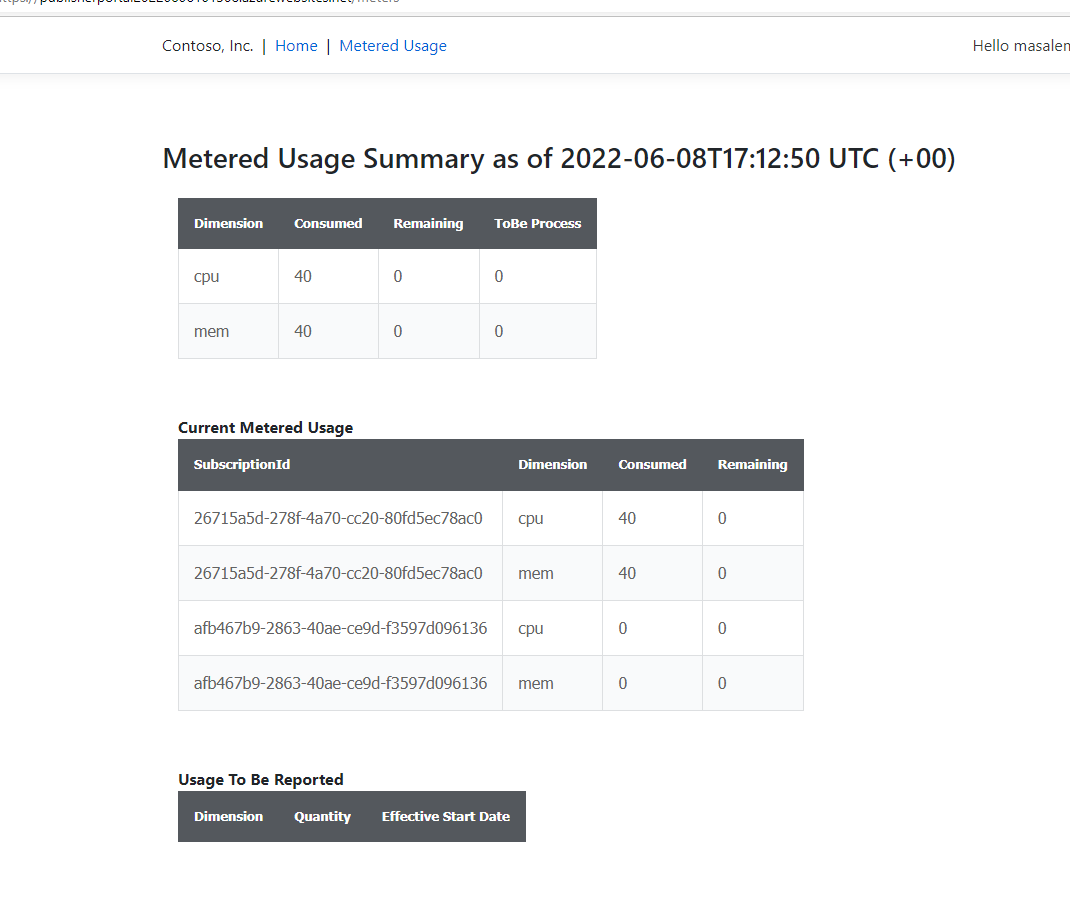 Contoso, Inc. | Home | Metered Usage Hello masalem
Metered Usage Summary as of 2022-06-08T17:12:50 UTC (+00)
Dimension Consumed Remaining ToBe Process
cpu 40 0 0
mem 40 0 0
Current Metered Usage
SubscriptionId Dimension Consumed Remaining
26715a5d-278f-4a70-cc20-80fd5ec78ac0 cpu 40 0
26715a5d-278f-4a70-cc20-80fd5ec78ac0 mem 40 0
afb467b9-2863-40ae-ce9d-f3597d096136 cpu 0 0
afb467b9-2863-40ae-ce9d-f3597d096136 mem 0 0
Usage To Be Reported
Dimension Quantity Effective Start Date